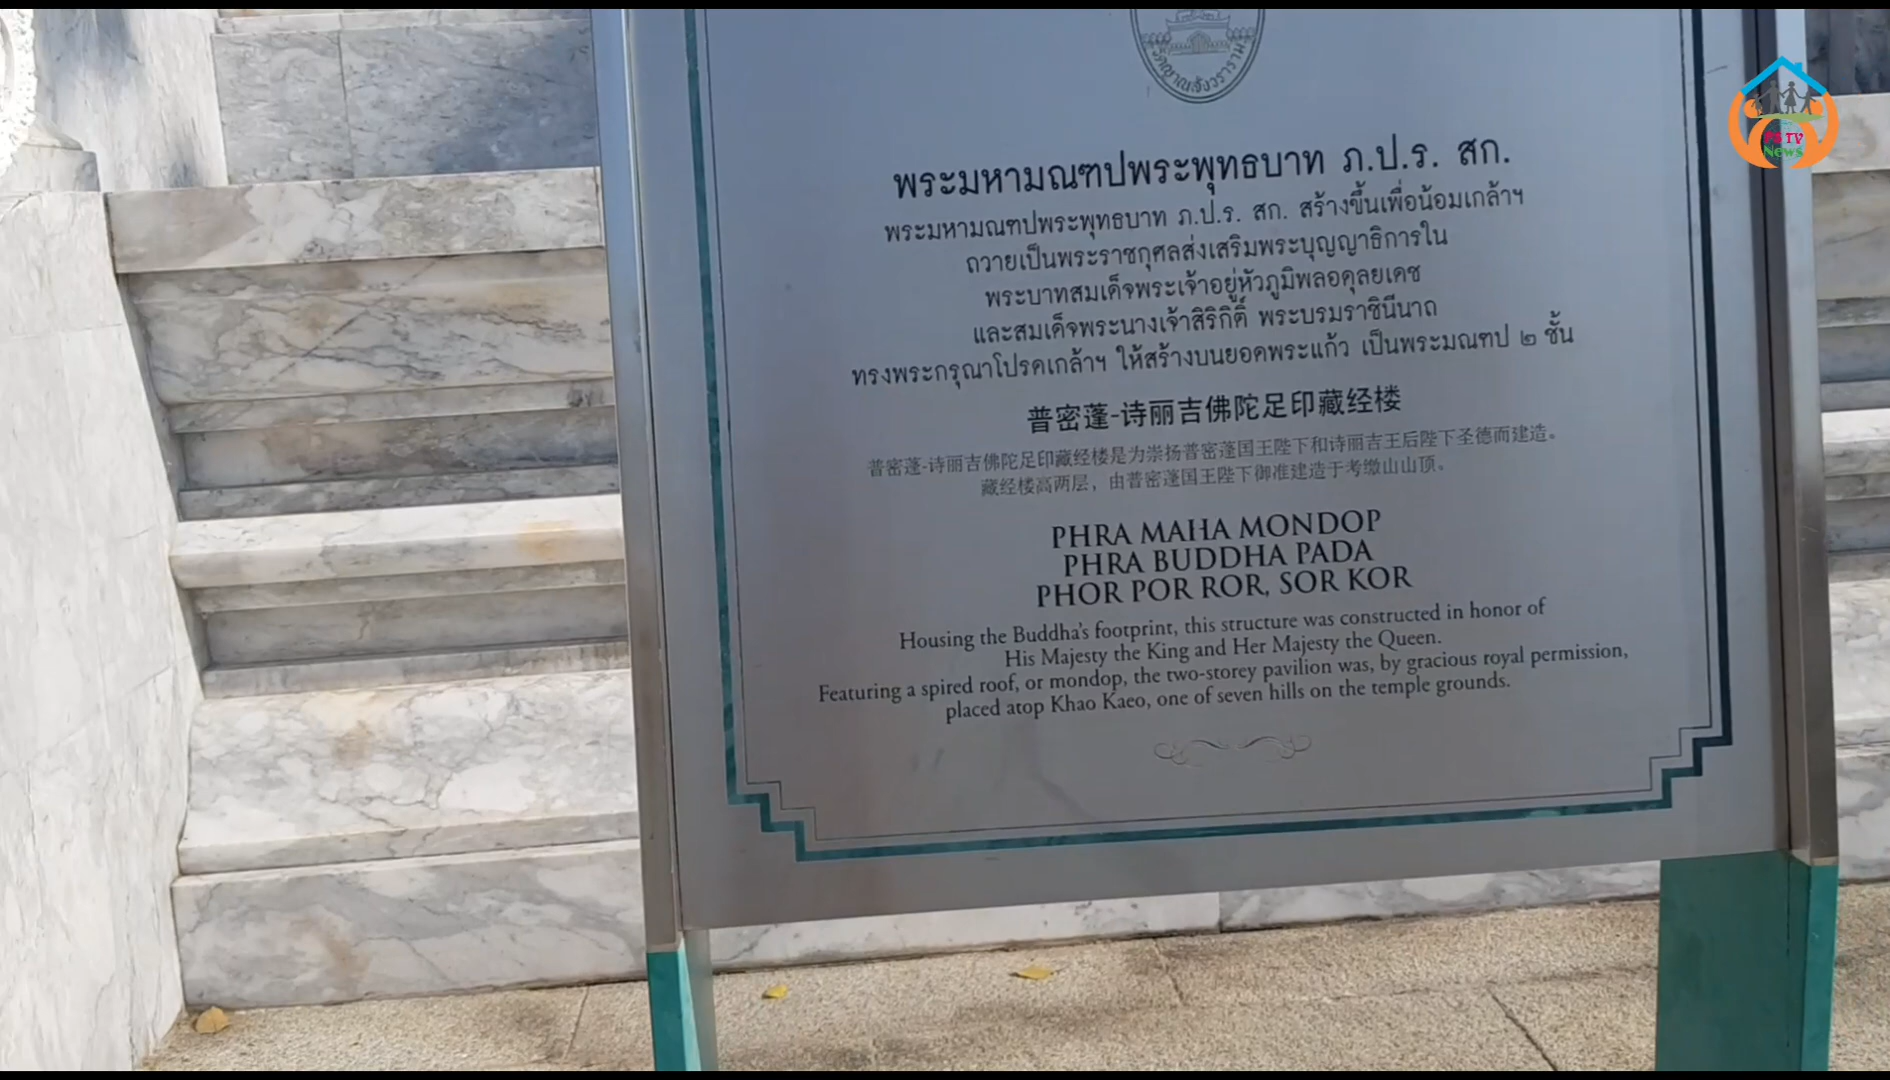 ะศีญาณสังวราราม
PS TV
News
พระมหามณฑปพระพุทธบาท ภ.ป.ร. สก.
พระมหามณฑปพระพุทธบาท ภ.ป.ร. สก. สร้างขึ้นเพื่อน้อมเกล้าฯ
ถวายเป็นพระราชกุศลส่งเสริมพระบุญญาธิการใน
พระบาทสมเด็จพระเจ้าอยู่หัวภูมิพลอดุลยเดช
และสมเด็จพระนางเจ้าสิริกิติ์ พระบรมราชินีนาถ
ทรงพระกรุณาโปรดเกล้าฯ ให้สร้างบนยอดพระแก้ว เป็นพระมณฑป ๒ ชั้น
普密蓬-诗丽吉佛陀足印藏经楼
普密蓬-诗丽吉佛陀足印藏经楼是为崇扬普密蓬国王陛下和诗丽吉王后陛下圣德而建造。
藏经楼高两层，由普密蓬国王陛下御准建造于考缴山山顶。
PHRA MAHA MONDOP
PHRA BUDDHA PADA
PHOR POR ROR, SOR KOR
Housing the Buddha's footprint, this structure was constructed in honor of
His Majesty the King and Her Majesty the Queen.
Featuring a spired roof, or mondop, the two-storey pavilion was, by gracious royal permission,
placed atop Khao Kaeo, one of seven hills on the temple grounds.